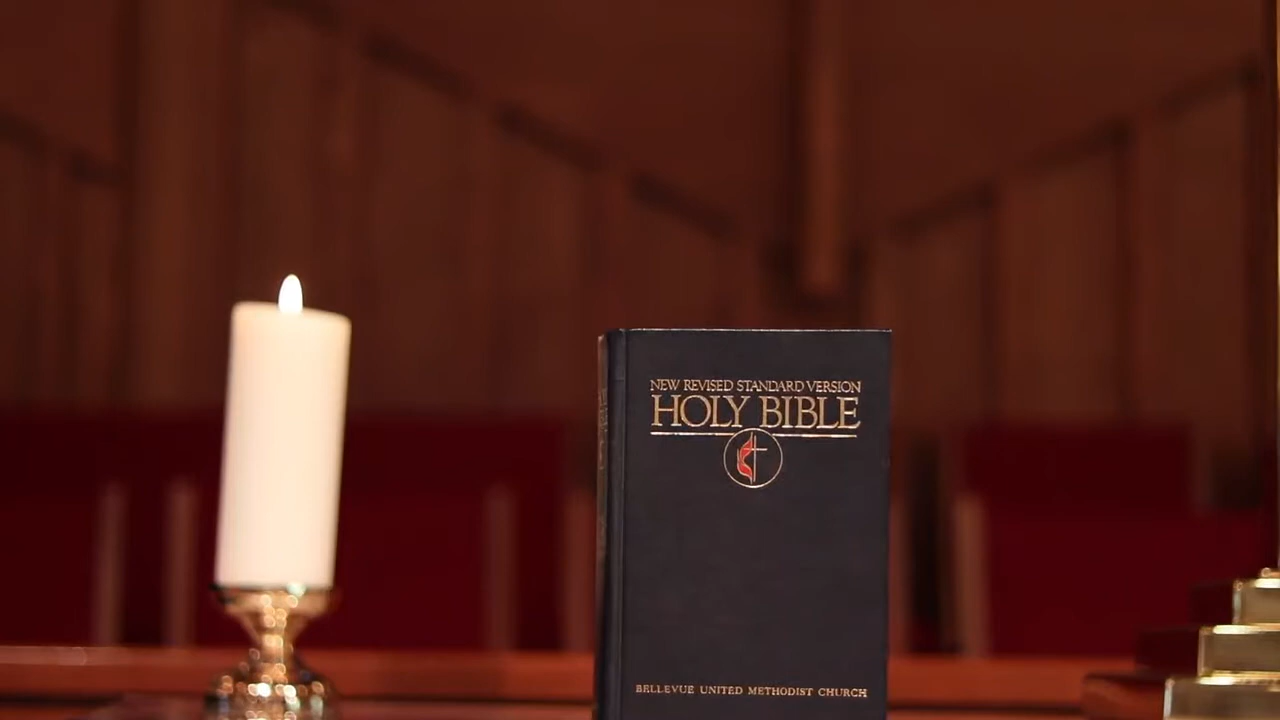 NEW REVISED STANDARD VERSION
HOLY BIBLE
BELLEVUE UNITED METHODIST CHURCH